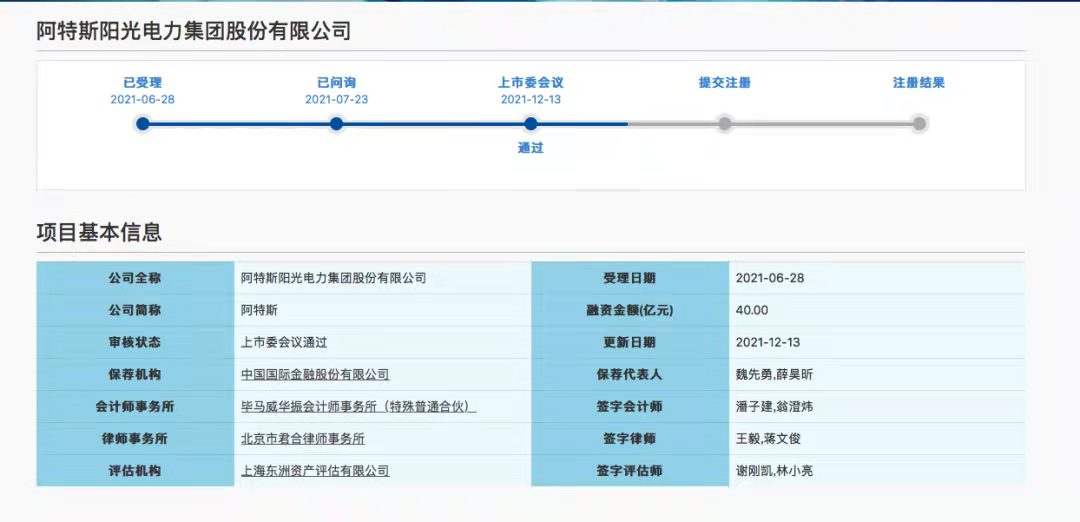 阿特斯阳光电力集团股份有限公司
已受理 已问询 上市委会议 提交注册 注册结果
2021-06-28 2021-07-23 2021-12-13
通过
项目基本信息
公司全称 阿特斯阳光电力集团股份有限公司 受理日期 2021-06-28
公司简称 阿特斯 融资金额(亿元) 40.00
审核状态 上市委会议通过 更新日期 2021-12-13
保荐机构 中国国际金融股份有限公司 保荐代表人 魏先勇,薛昊昕
会计师事务所 毕马威华振会计师事务所（特殊普通合伙） 签字会计师 潘子建,翁澄炜
律师事务所 北京市君合律师事务所 签字律师 王毅,蒋文俊
评估机构 上海东洲资产评估有限公司 签字评估师 谢刚凯,林小亮